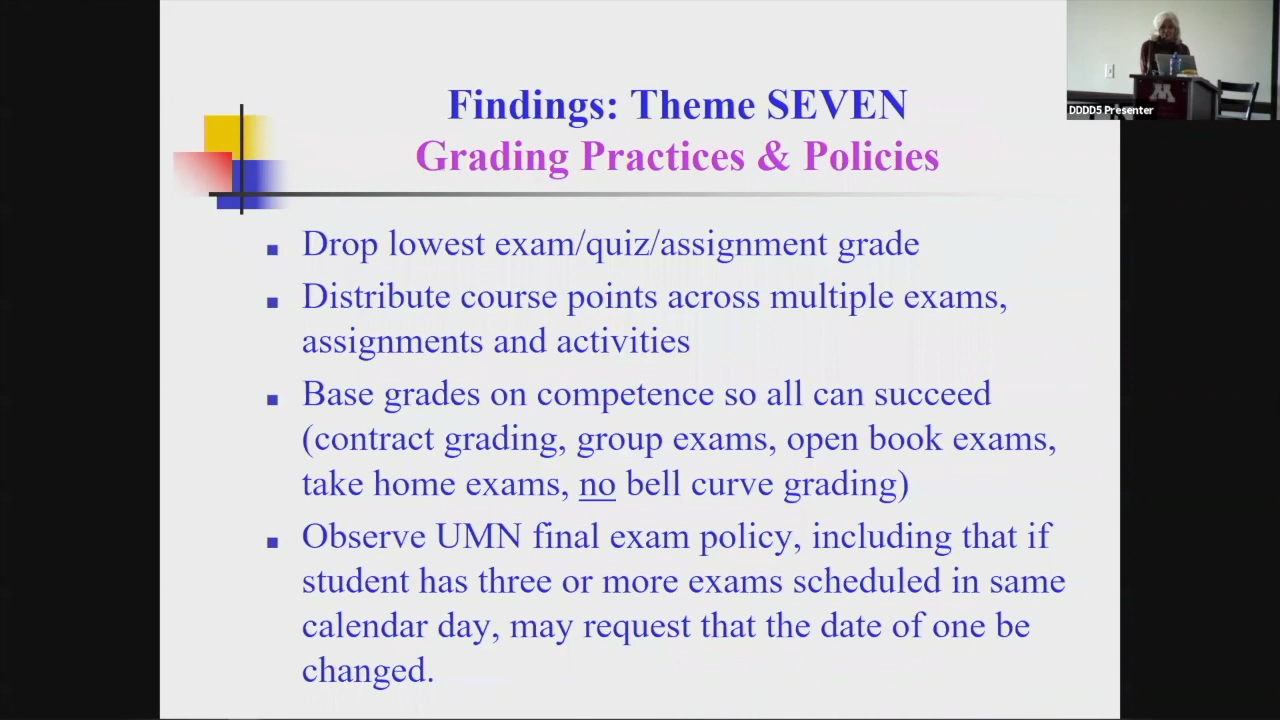 Findings: Theme SEVEN
Grading Practices & Policies
Drop lowest exam/quiz/assignment grade
Distribute course points across multiple exams,
assignments and activities
Base grades on competence so all can succeed
(contract grading, group exams, open book exams,
take home exams, no bell curve grading)
Observe UMN final exam policy, including that if
student has three or more exams scheduled in same
calendar day, may request that the date of one be
changed.
M
DDDD5 Presenter